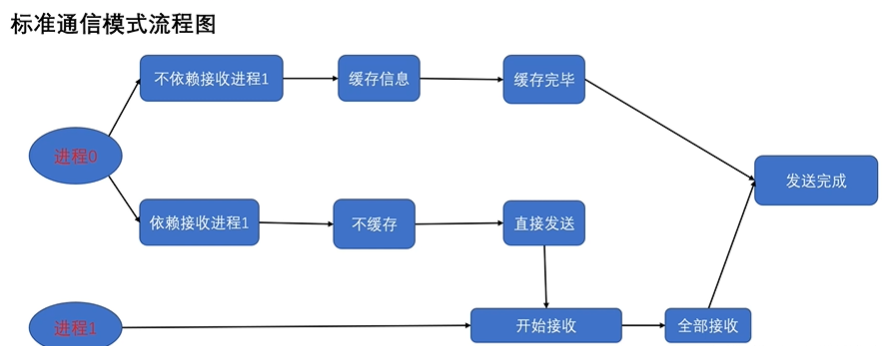 标准通信模式流程图
不依赖接收进程1
缓存信息
缓存完毕
进程0
发送完成
依赖接收进程1
不缓存
直接发送
进程1
开始接收
全部接收